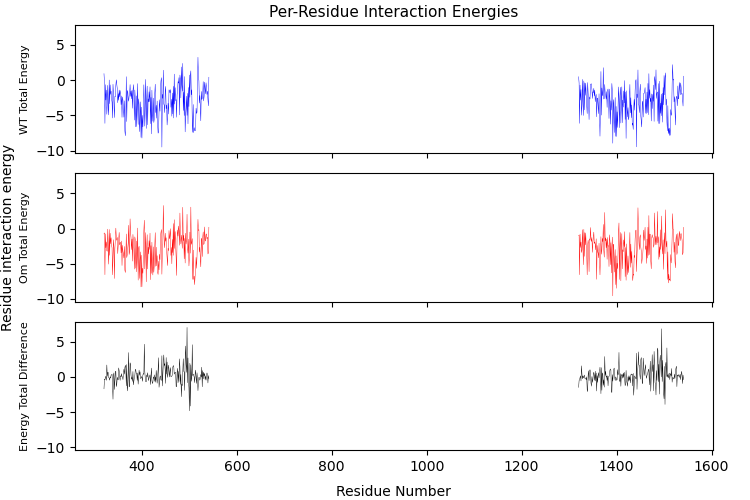 Per-Residue Interaction Energies
Residue interaction energy
WT Total Energy
5
0
−5
−10
Om Total Energy
5
0
−5
−10
Energy Total Difference
5
0
−5
−10
400 600 800 1000 1200 1400 1600
Residue Number